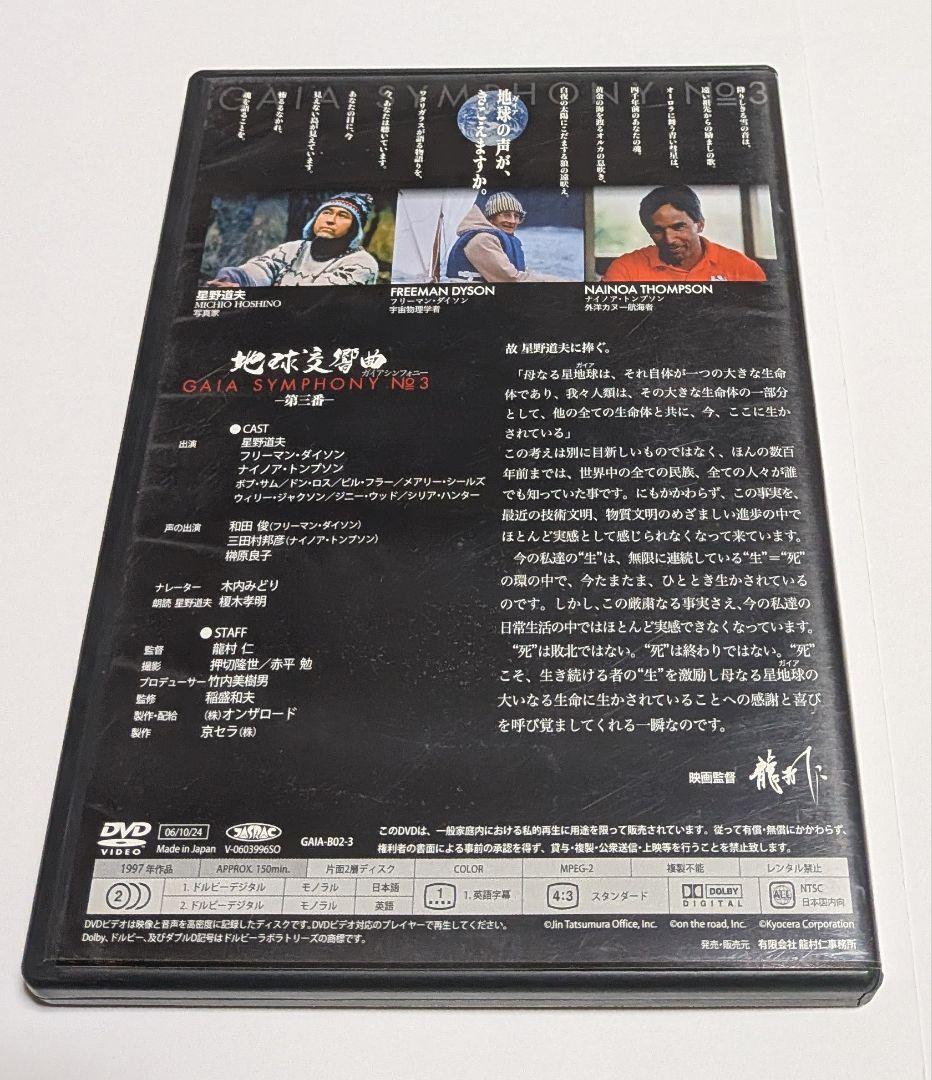 GAIA SYMPHONY №3
降りしきる雪の音は、
遠い祖先からの励ましの歌、
オーロラに舞う青い彗星は、
四千年前のあなたの魂。
黄金の海を渡るオルカの息吹き、
白夜の太陽にこだまする狼の遠吠え、
地球の声が、
ガイア
きこえますか。
ワタリガラスが語る物語りを、
今、あなたは聴いています。
あなたの目に、今
見えない島が見えています。
怖るるなかれ、
魂を語ることを。
星野道夫
MICHIO HOSHINO
写真家
FREEMAN DYSON
フリーマン・ダイソン
宇宙物理学者
NAINOA THOMPSON
ナイノア・トンプソン
外洋カヌー航海者
地球交響曲
ガイアシンフォニー
GAIA SYMPHONY №3
―第三番―
●CAST
出演 星野道夫
フリーマン・ダイソン
ナイノア・トンプソン
ボブ・サム/ドン・ロス/ビル・フラー/メアリー・シールズ
ウィリー・ジャクソン/ジニー・ウッド/シリア・ハンター
声の出演 和田 俊(フリーマン・ダイソン)
三田村邦彦(ナイノア・トンプソン)
榊原良子
ナレーター 木内みどり
朗読 星野道夫 榎木孝明
●STAFF
監督 龍村 仁
撮影 押切隆世/赤平 勉
プロデューサー 竹内美樹男
監修 稲盛和夫
製作・配給 (株)オンザロード
製作 京セラ(株)
故 星野道夫に捧ぐ。
ガイア
「母なる星地球は、それ自体が一つの大きな生命
体であり、我々人類は、その大きな生命体の一部分
として、他の全ての生命体と共に、今、ここに生か
されている」
この考えは別に目新しいものではなく、ほんの数百
年前までは、世界中の全ての民族、全ての人々が誰
でも知っていた事です。にもかかわらず、この事実を、
最近の技術文明、物質文明のめざましい進歩の中で
ほとんど実感として感じられなくなって来ています。
今の私達の“生”は、無限に連続している“生”=“死”
の環の中で、今たまたま、ひととき生かされている
のです。しかし、この厳粛なる事実さえ、今の私達の
日常生活の中ではほとんど実感できなくなっています。
“死”は敗北ではない。“死”は終わりではない。“死”
ガイア
こそ、生き続ける者の“生”を激励し母なる星地球の
大いなる生命に生かされていることへの感謝と喜び
を呼び覚ましてくれる一瞬なのです。
映画監督 龍村仁
DVD VIDEO
06/10/24
Made in Japan
JASRAC
V-0603996SO
GAIA-B02-3
このDVDは、一般家庭内における私的再生に用途を限って販売されています。従って有償・無償にかかわらず、
権利者の書面による事前の承認を得ず、貸与・複製・公衆送信・上映等を行うことを禁止致します。
1997年作品 APPROX. 150min. 片面2層ディスク COLOR MPEG-2 複製不能 レンタル禁止
2)) 1. ドルビーデジタル モノラル 日本語
2. ドルビーデジタル モノラル 英語
1 1. 英語字幕
4:3 スタンダード
DOLBY DIGITAL
ALL NTSC
日本国内向
DVDビデオは映像と音声を高密度に記録したディスクです。DVDビデオ対応のプレイヤーで再生してください。
Dolby、ドルビー、及びダブルD記号はドルビーラボラトリーズの商標です。
©Jin Tatsumura Office, Inc. ©on the road, Inc. ©Kyocera Corporation
発売・販売元 有限会社 龍村仁事務所